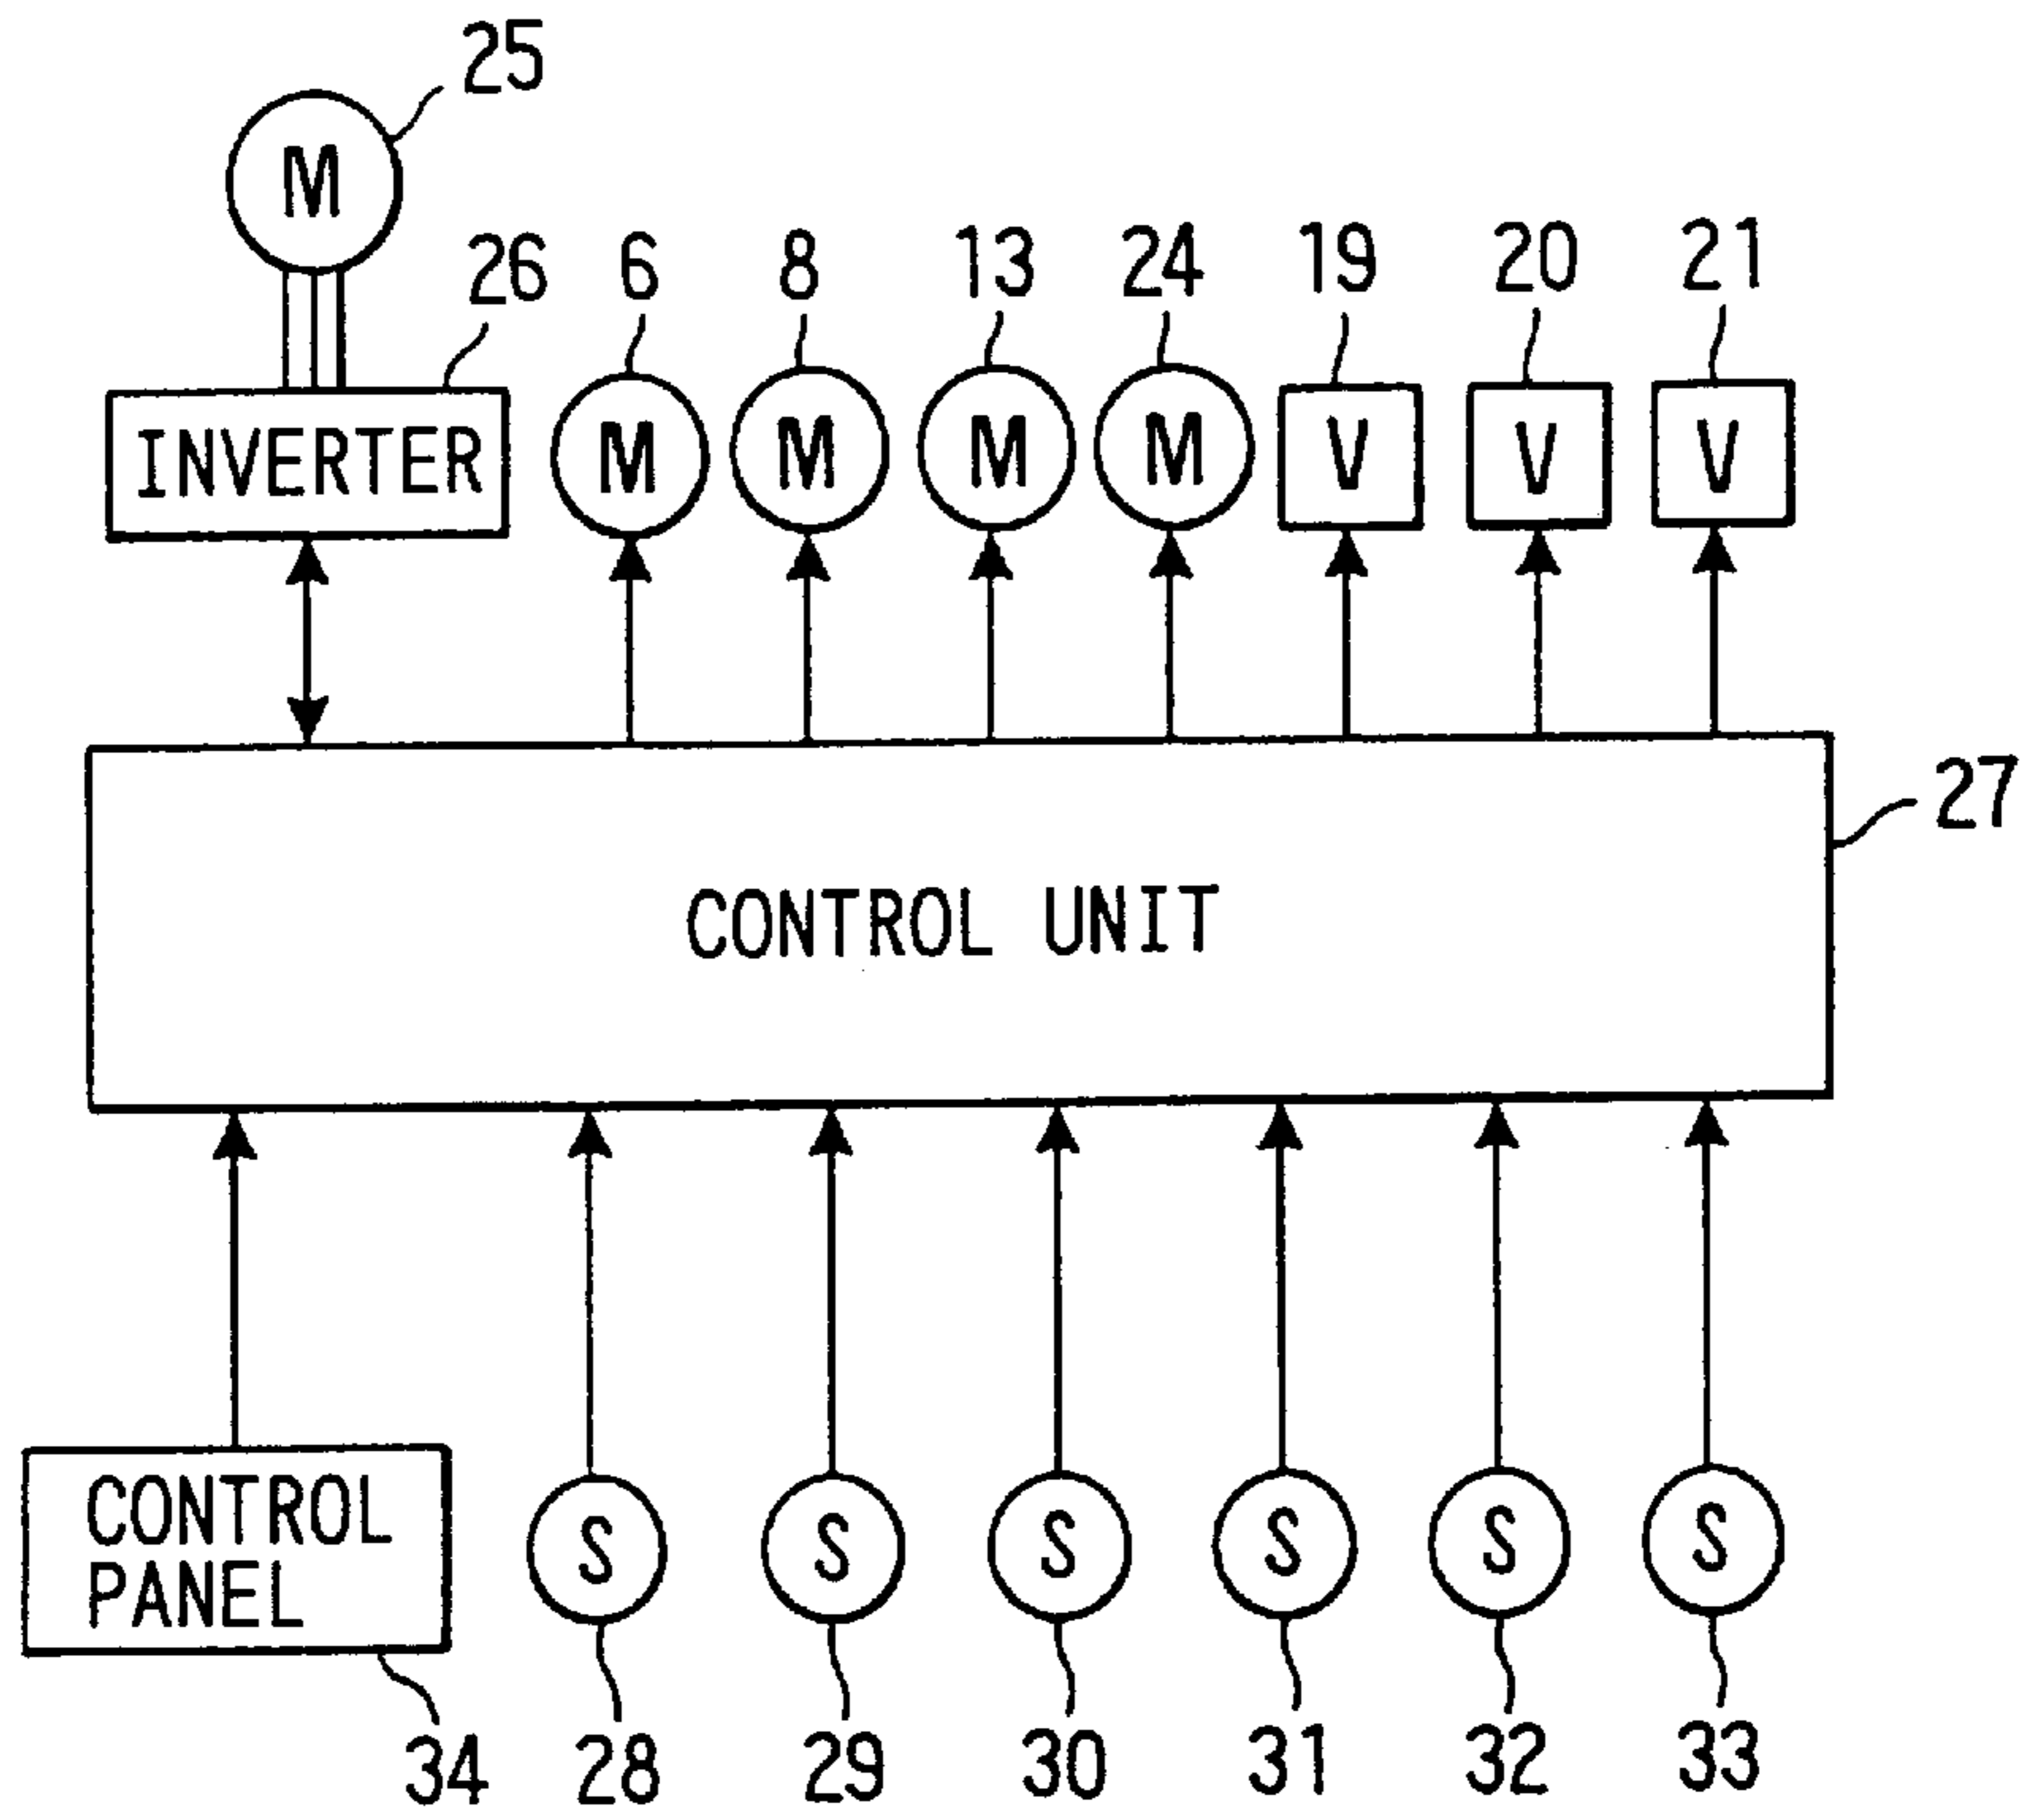 25
M
26 6 8 13 24 19 20 21
INVERTER M M M M V V V
27
CONTROL UNIT
CONTROL
PANEL
S S S S S S
34 28 29 30 31 32 33